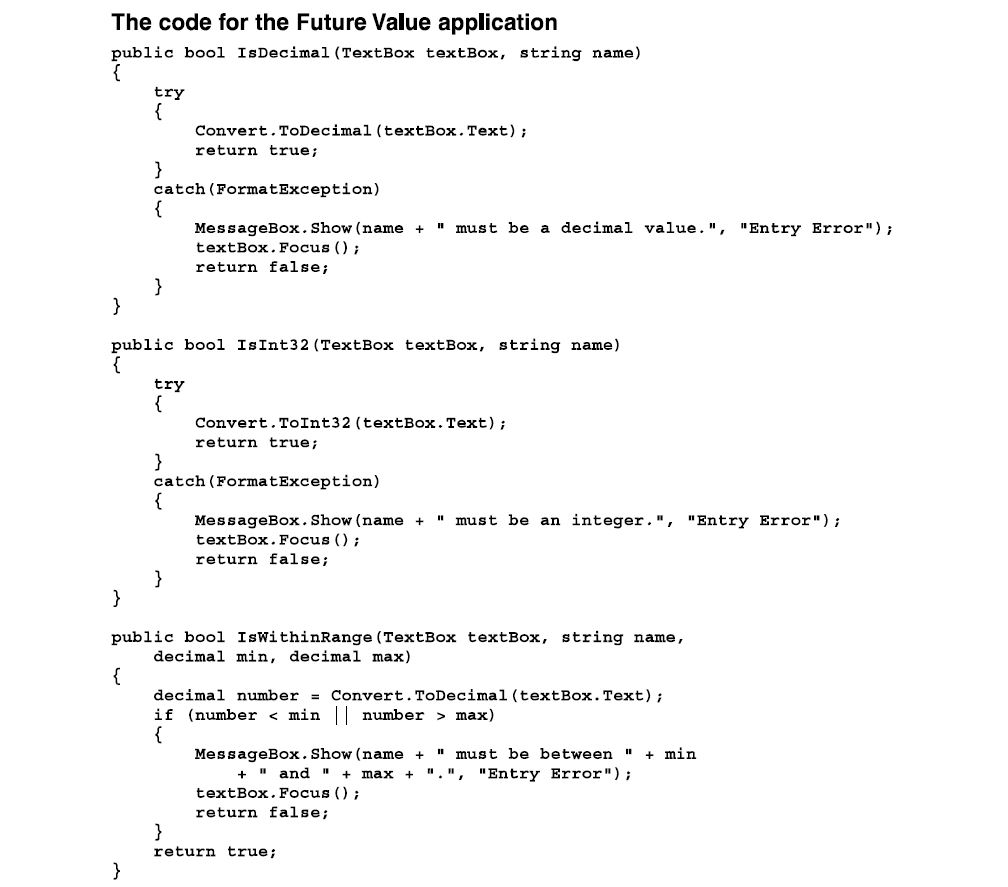 The code for the Future Value application
public bool IsDecimal(TextBox textBox, string name)
{
    try
    {
        Convert.ToDecimal(textBox.Text);
        return true;
    }
    catch(FormatException)
    {
        MessageBox.Show(name + " must be a decimal value.", "Entry Error");
        textBox.Focus();
        return false;
    }
}

public bool IsInt32(TextBox textBox, string name)
{
    try
    {
        Convert.ToInt32(textBox.Text);
        return true;
    }
    catch(FormatException)
    {
        MessageBox.Show(name + " must be an integer.", "Entry Error");
        textBox.Focus();
        return false;
    }
}

public bool IsWithinRange(TextBox textBox, string name,
    decimal min, decimal max)
{
    decimal number = Convert.ToDecimal(textBox.Text);
    if (number < min || number > max)
    {
        MessageBox.Show(name + " must be between " + min
            + " and " + max + ".", "Entry Error");
        textBox.Focus();
        return false;
    }
    return true;
}